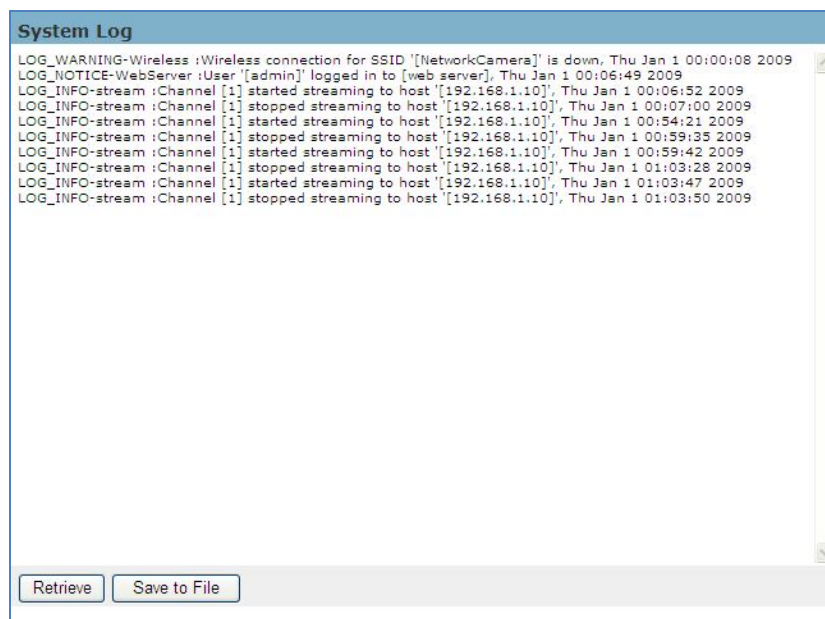 System Log
LOG_WARNING-Wireless :Wireless connection for SSID '[NetworkCamera]' is down, Thu Jan 1 00:00:08 2009
LOG_NOTICE-WebServer :User '[admin]' logged in to [web server], Thu Jan 1 00:06:49 2009
LOG_INFO-stream :Channel [1] started streaming to host '[192.168.1.10]', Thu Jan 1 00:06:52 2009
LOG_INFO-stream :Channel [1] stopped streaming to host '[192.168.1.10]', Thu Jan 1 00:07:00 2009
LOG_INFO-stream :Channel [1] started streaming to host '[192.168.1.10]', Thu Jan 1 00:54:21 2009
LOG_INFO-stream :Channel [1] stopped streaming to host '[192.168.1.10]', Thu Jan 1 00:59:35 2009
LOG_INFO-stream :Channel [1] started streaming to host '[192.168.1.10]', Thu Jan 1 00:59:42 2009
LOG_INFO-stream :Channel [1] stopped streaming to host '[192.168.1.10]', Thu Jan 1 01:03:28 2009
LOG_INFO-stream :Channel [1] started streaming to host '[192.168.1.10]', Thu Jan 1 01:03:47 2009
LOG_INFO-stream :Channel [1] stopped streaming to host '[192.168.1.10]', Thu Jan 1 01:03:50 2009
Retrieve Save to File